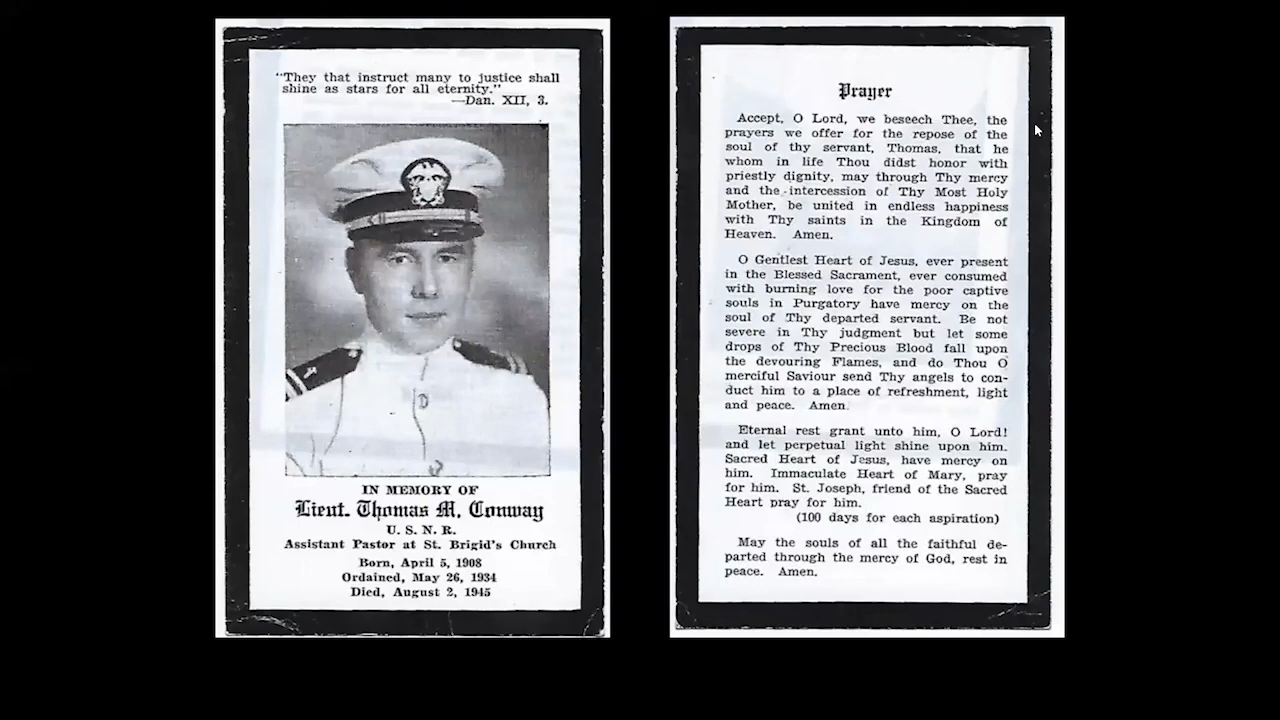 "They that instruct many to justice shall
shine as stars for all eternity."
—Dan. XII, 3.
IN MEMORY OF
Lieut. Thomas M. Conway
U. S. N. R.
Assistant Pastor at St. Brigid's Church
Born, April 5, 1908
Ordained, May 26, 1934
Died, August 2, 1945
Prayer
Accept, O Lord, we beseech Thee, the
prayers we offer for the repose of the
soul of thy servant, Thomas, that he
whom in life Thou didst honor with
priestly dignity, may through Thy mercy
and the intercession of Thy Most Holy
Mother, be united in endless happiness
with Thy saints in the Kingdom of
Heaven. Amen.
O Gentlest Heart of Jesus, ever present
in the Blessed Sacrament, ever consumed
with burning love for the poor captive
souls in Purgatory have mercy on the
soul of Thy departed servant. Be not
severe in Thy judgment but let some
drops of Thy Precious Blood fall upon
the devouring Flames, and do Thou O
merciful Saviour send Thy angels to con-
duct him to a place of refreshment, light
and peace. Amen.
Eternal rest grant unto him, O Lord!
and let perpetual light shine upon him.
Sacred Heart of Jesus, have mercy on
him. Immaculate Heart of Mary, pray
for him. St. Joseph, friend of the Sacred
Heart pray for him.
(100 days for each aspiration)
May the souls of all the faithful de-
parted through the mercy of God, rest in
peace. Amen.